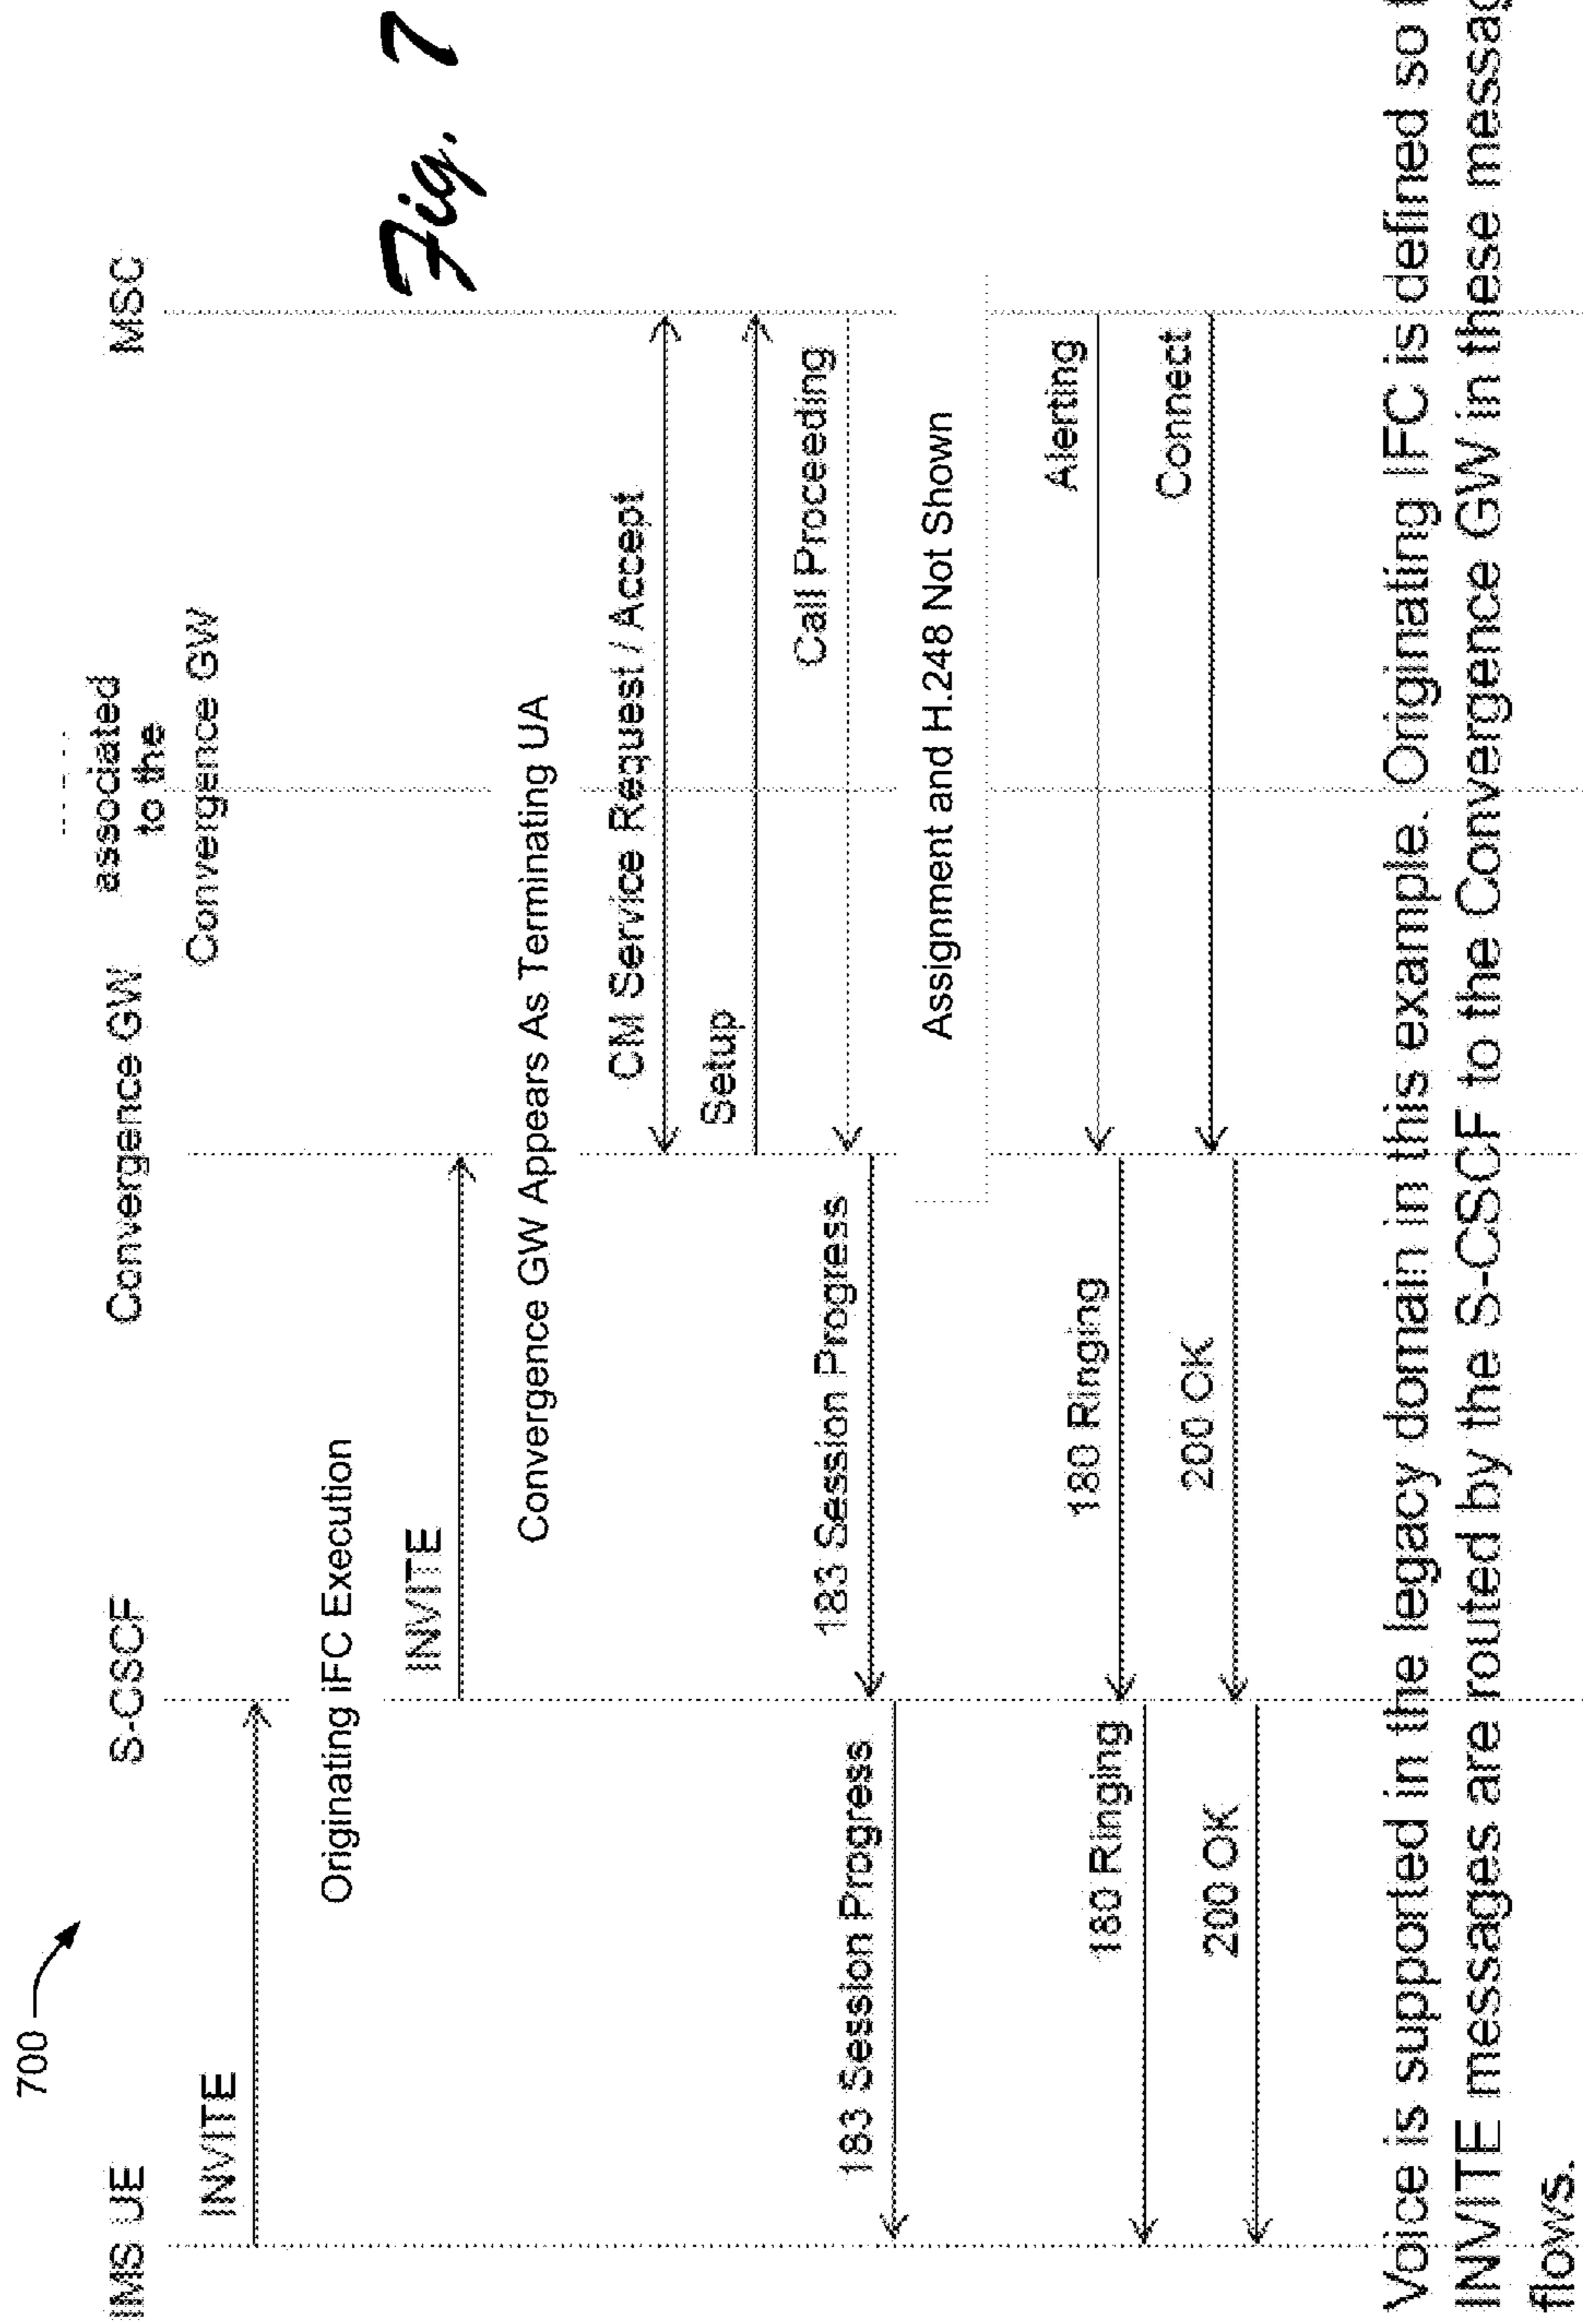 700
IMS UE
S-CSCF
Convergence GW
associated
to the
Convergence GW
MSC
INVITE
Originating iFC Execution
Fig. 7
INVITE
Convergence GW Appears As Terminating UA
CM Service Request / Accept
Setup
Call Proceeding
183 Session Progress
183 Session Progress
Assignment and H.248 Not Shown
Alerting
180 Ringing
180 Ringing
Connect
200 OK
200 OK
Voice is supported in the legacy domain in this example. Originating IFC is defined so
INVITE messages are routed by the S-CSCF to the Convergence GW in these
flows.